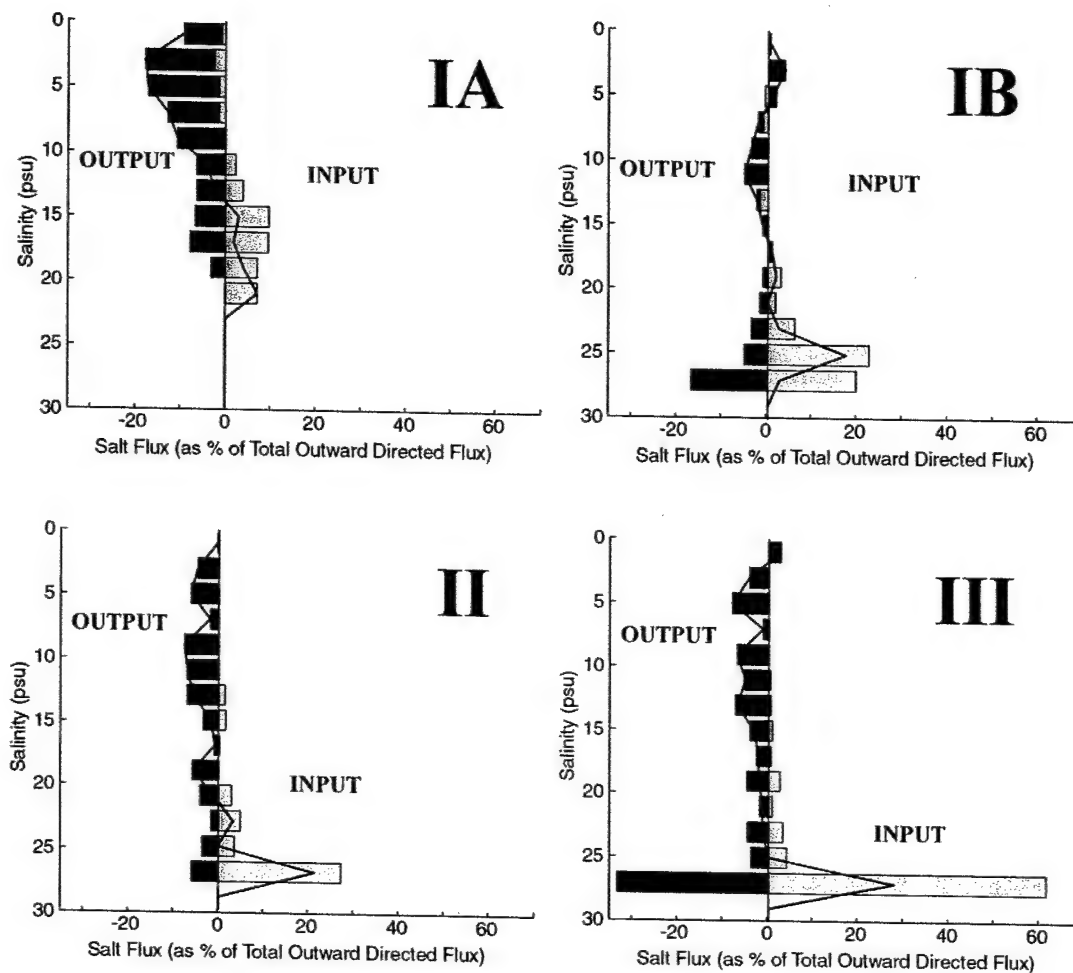 0
5
10
15
20
25
30
Salinity (psu)
IA
OUTPUT
INPUT
-20 0 20 40 60
Salt Flux (as % of Total Outward Directed Flux)
0
5
10
15
20
25
30
Salinity (psu)
IB
OUTPUT
INPUT
-20 0 20 40 60
Salt Flux (as % of Total Outward Directed Flux)
0
5
10
15
20
25
30
Salinity (psu)
II
OUTPUT
INPUT
-20 0 20 40 60
Salt Flux (as % of Total Outward Directed Flux)
0
5
10
15
20
25
30
Salinity (psu)
III
OUTPUT
INPUT
-20 0 20 40 60
Salt Flux (as % of Total Outward Directed Flux)